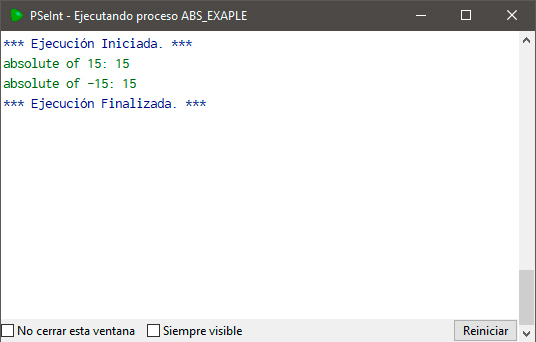 PSeInt - Ejecutando proceso ABS_EXAPLE
*** Ejecución Iniciada. ***
absolute of 15: 15
absolute of -15: 15
*** Ejecución Finalizada. ***
No cerrar esta ventana
Siempre visible
Reiniciar